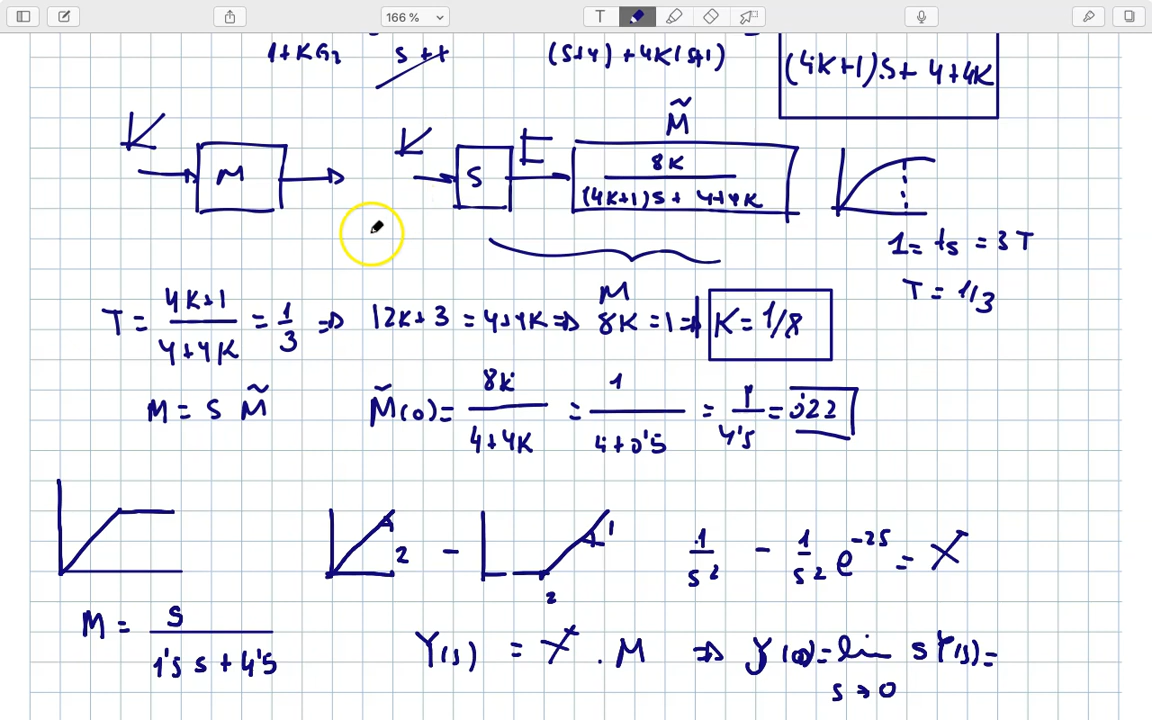 166 %
1+KG₂ s+1 (s+4)+4K(s+1) (4K+1).s+ 4+4K
M̃
M S E 8K
(4K+1)s+ 4+4K
1= ts = 3T
T = 1/3
M
T = 4K+1 / 4+4K = 1/3 ⇒ 12K+3 = 4+4K ⇒ 8K = 1 ⇒ K = 1/8
M = S M̃ M̃(0) = 8K / 4+4K = 1 / 4+0'5 = 1 / 4'5 = 0'22
2 - 1 1/s² - 1/s² e^-2s = X
2
M = s / 1's s + 4's Y(s) = X . M ⇒ y(∞) = lim s Y(s) =
s→0